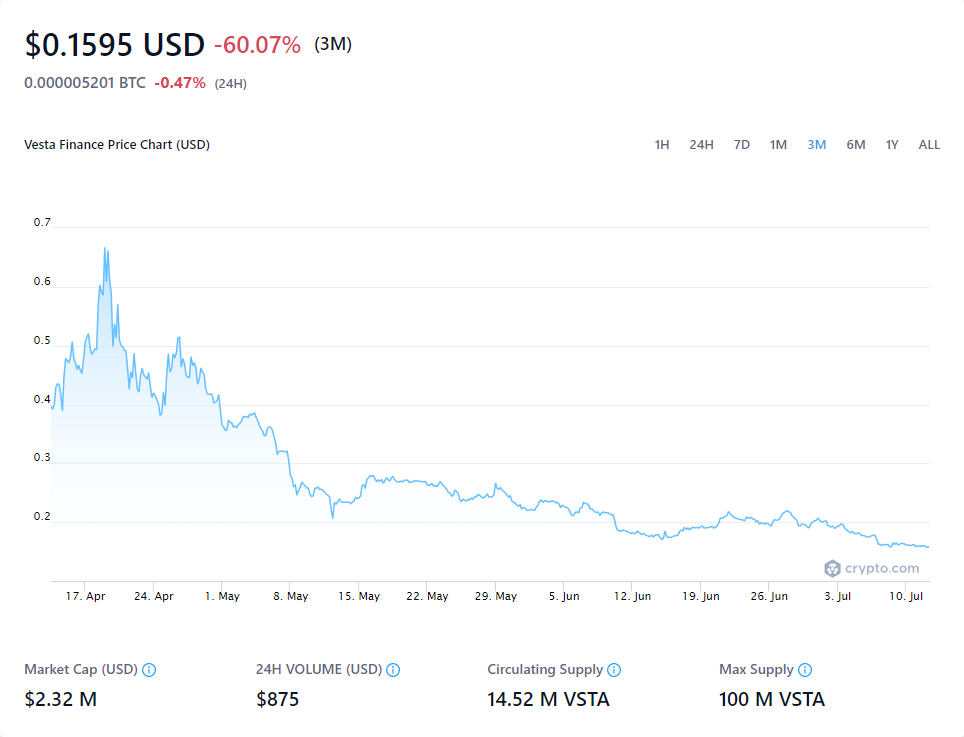 $0.1595 USD -60.07% (3M)
0.000005201 BTC -0.47% (24H)
Vesta Finance Price Chart (USD) 1H 24H 7D 1M 3M 6M 1Y ALL
0.7
0.6
0.5
0.4
0.3
0.2
crypto.com
17. Apr 24. Apr 1. May 8. May 15. May 22. May 29. May 5. Jun 12. Jun 19. Jun 26. Jun 3. Jul 10. Jul
Market Cap (USD) 24H VOLUME (USD) Circulating Supply Max Supply
$2.32 M $875 14.52 M VSTA 100 M VSTA